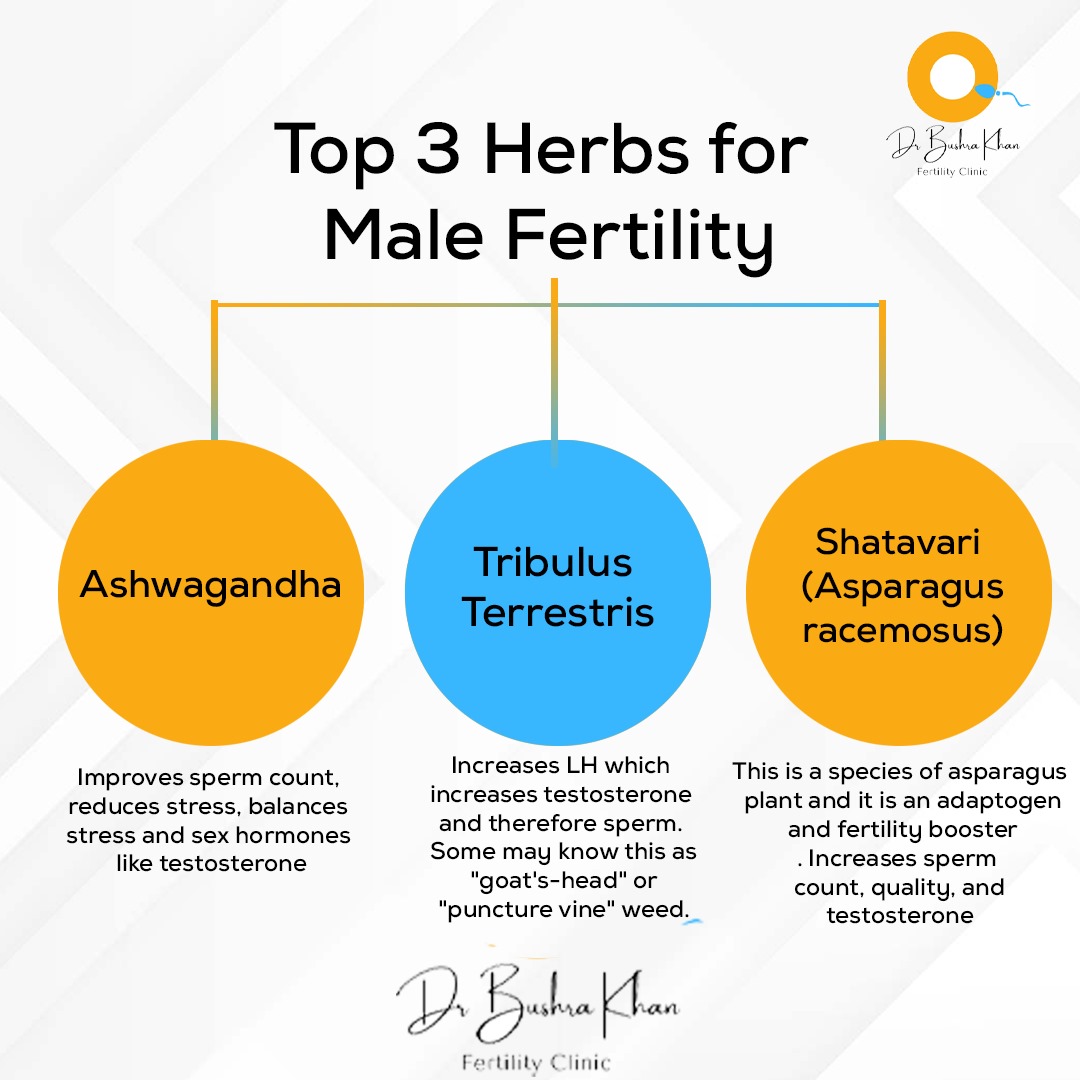 Dr Bushra Khan
Fertility Clinic
Top 3 Herbs for
Male Fertility
Ashwagandha
Improves sperm count,
reduces stress, balances
stress and sex hormones
like testosterone
Tribulus
Terrestris
Increases LH which
increases testosterone
and therefore sperm.
Some may know this as
"goat's-head" or
"puncture vine" weed.
Shatavari
(Asparagus
racemosus)
This is a species of asparagus
plant and it is an adaptogen
and fertility booster
. Increases sperm
count, quality, and
testosterone
Dr Bushra Khan
Fertility Clinic